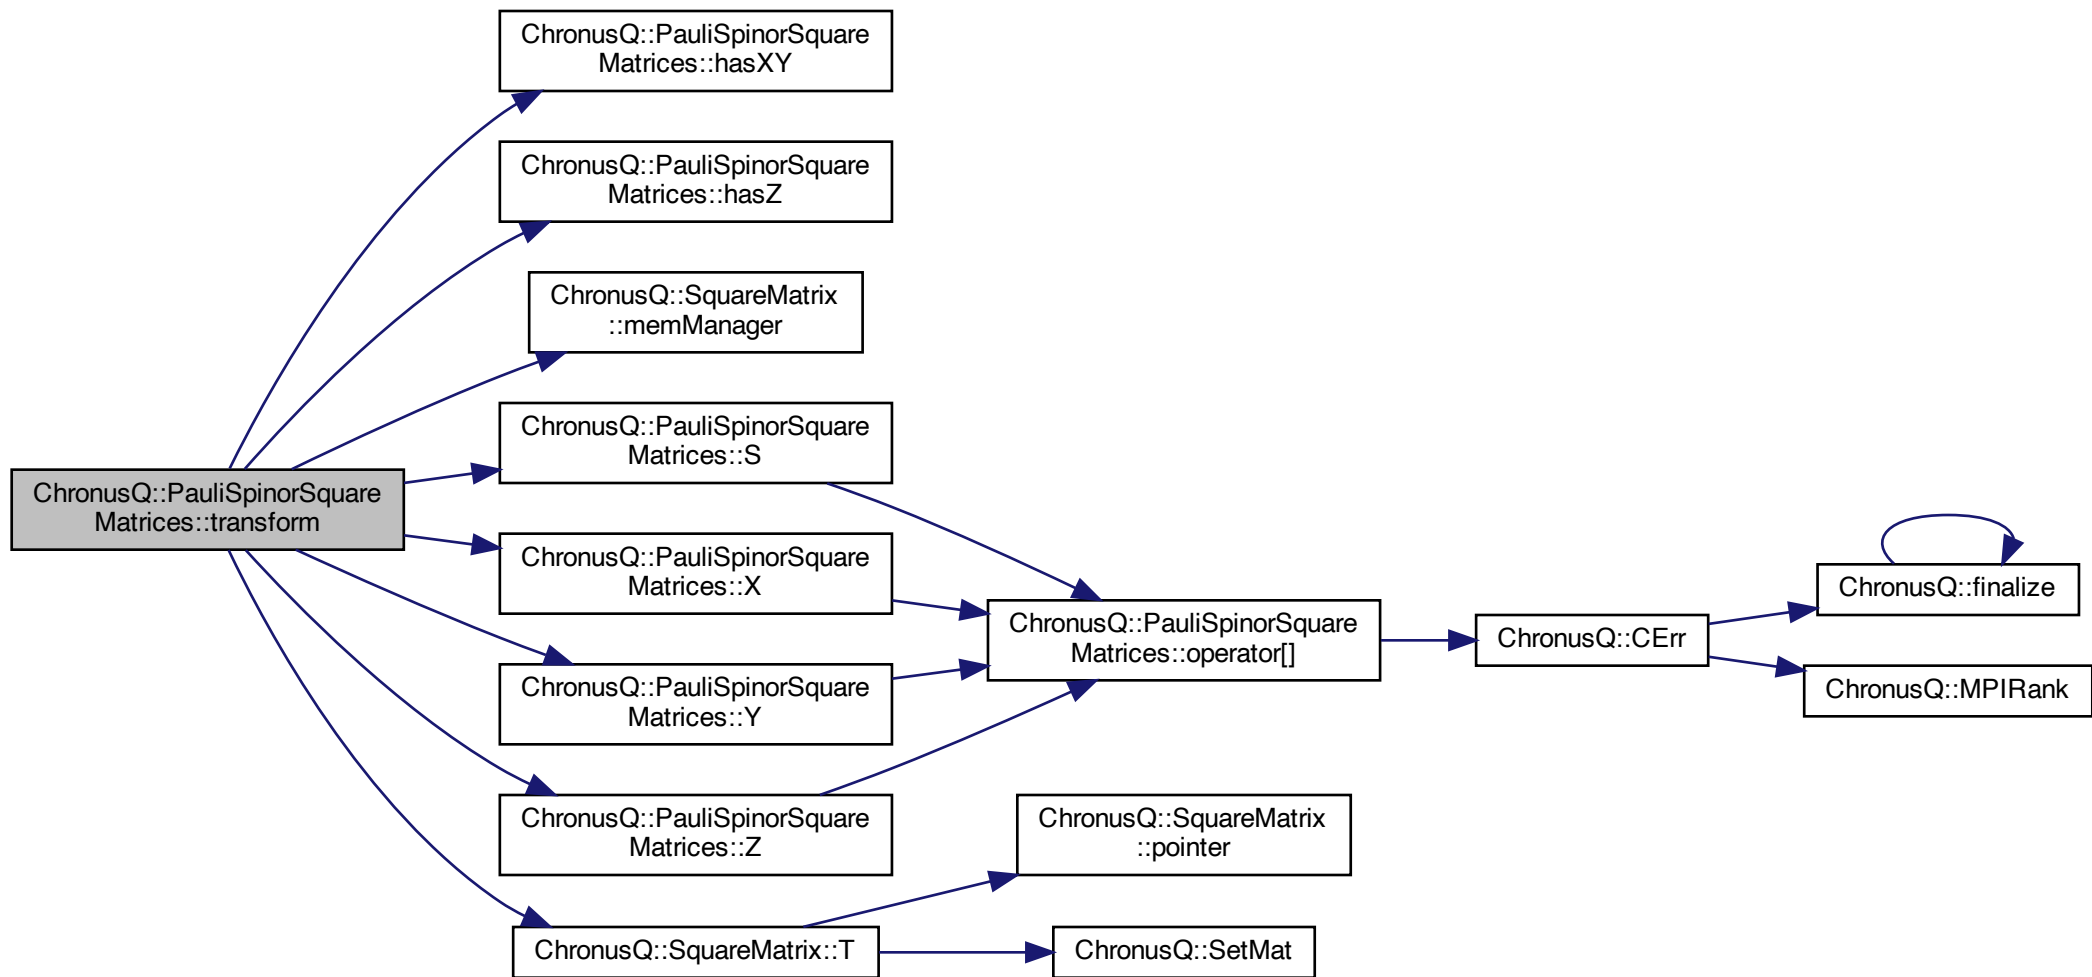 ChronusQ::PauliSpinorSquare
Matrices::transform
ChronusQ::PauliSpinorSquare
Matrices::hasXY
ChronusQ::PauliSpinorSquare
Matrices::hasZ
ChronusQ::SquareMatrix
::memManager
ChronusQ::PauliSpinorSquare
Matrices::S
ChronusQ::PauliSpinorSquare
Matrices::X
ChronusQ::PauliSpinorSquare
Matrices::Y
ChronusQ::PauliSpinorSquare
Matrices::Z
ChronusQ::SquareMatrix::T
ChronusQ::PauliSpinorSquare
Matrices::operator[]
ChronusQ::SquareMatrix
::pointer
ChronusQ::SetMat
ChronusQ::CErr
ChronusQ::finalize
ChronusQ::MPIRank